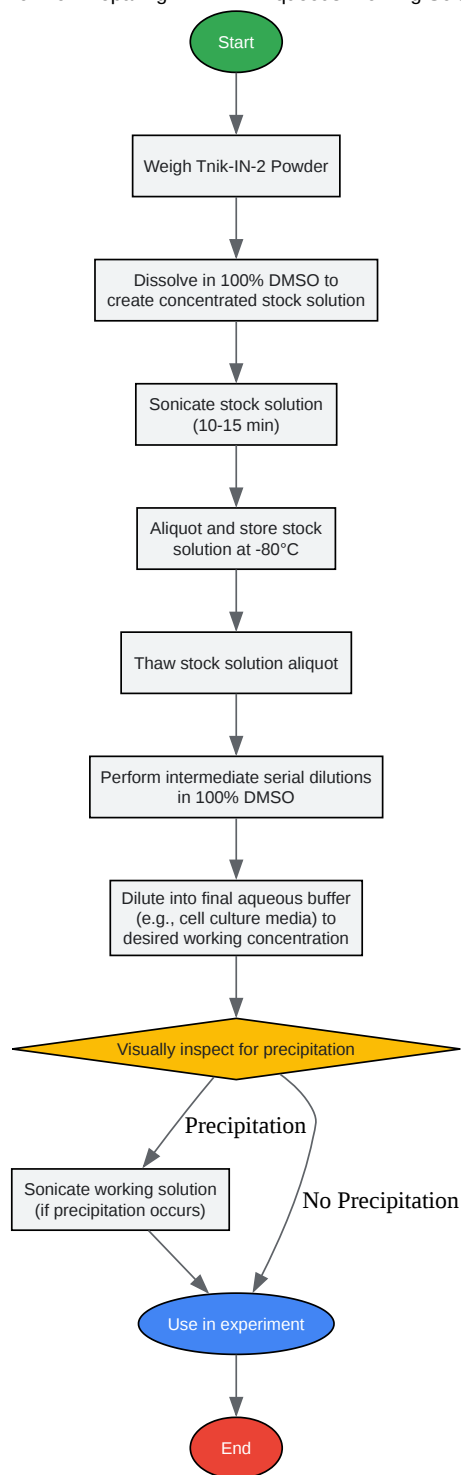 Start
Weigh Tnik-IN-2 Powder
Dissolve in 100% DMSO to
create concentrated stock solution
Sonicate stock solution
(10-15 min)
Aliquot and store stock
solution at -80°C
Thaw stock solution aliquot
Perform intermediate serial dilutions
in 100% DMSO
Dilute into final aqueous buffer
(e.g., cell culture media) to
desired working concentration
Visually inspect for precipitation
Precipitation
Sonicate working solution
(if precipitation occurs)
No Precipitation
Use in experiment
End